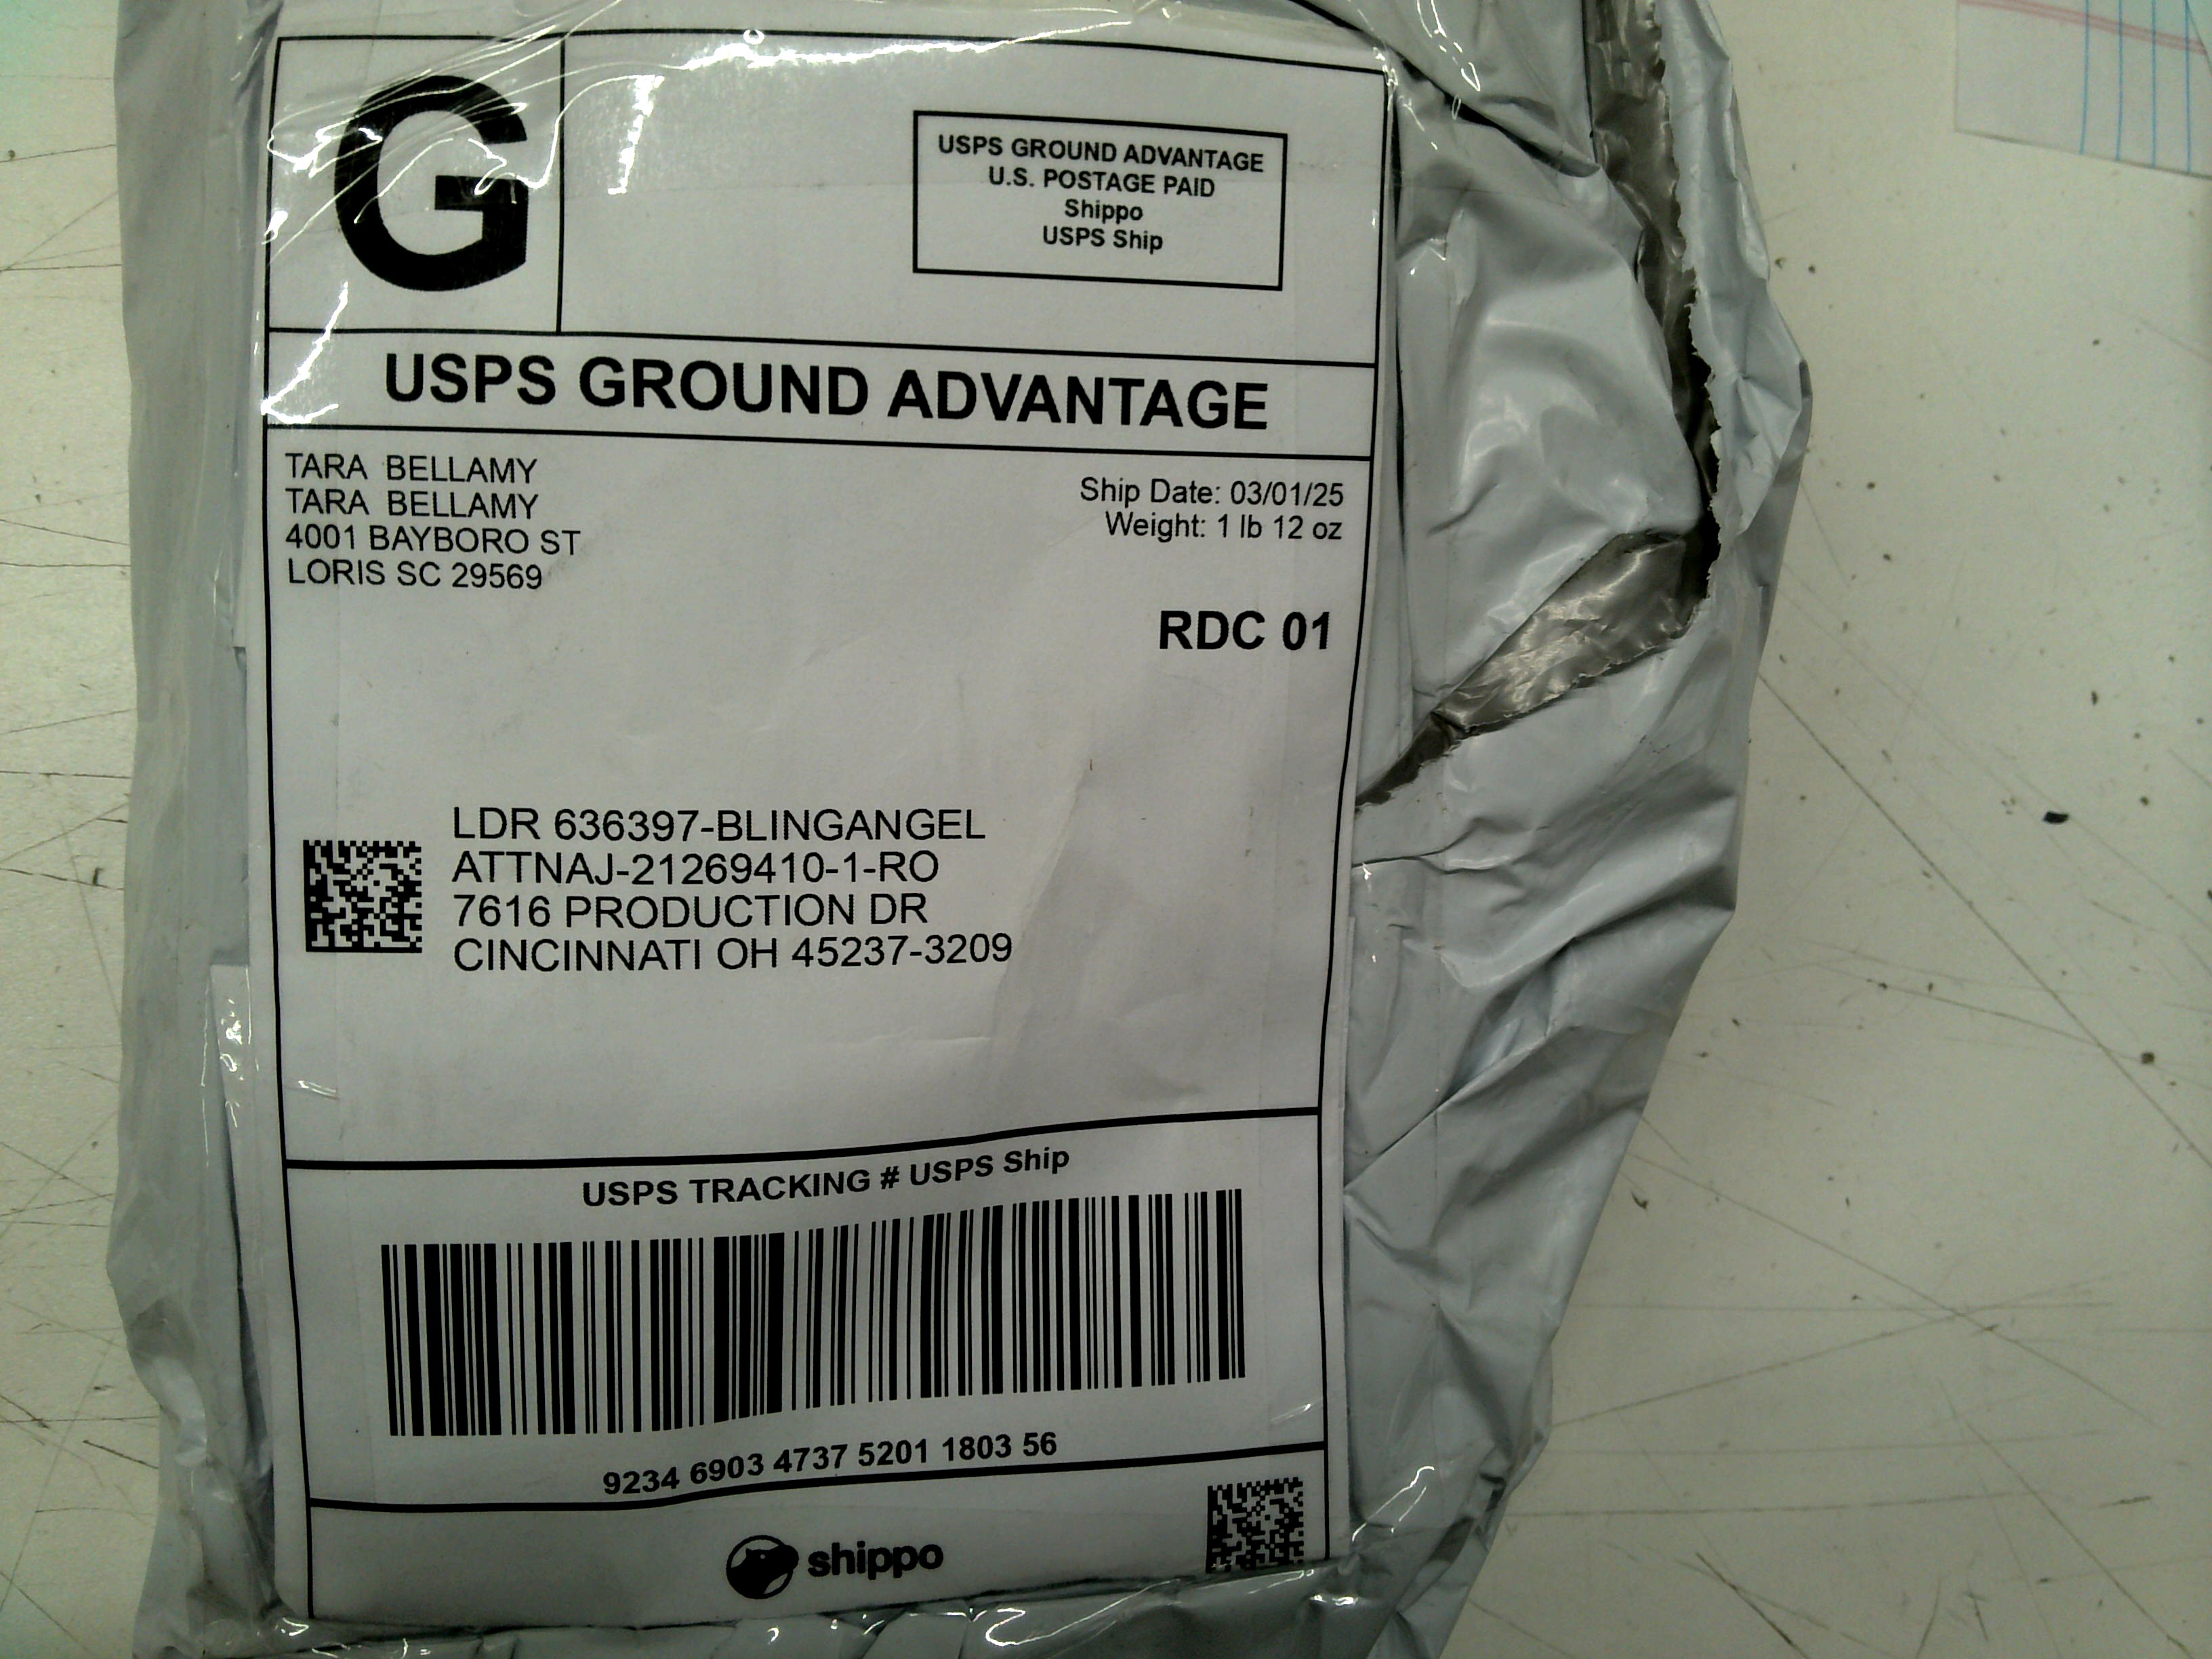 G
USPS GROUND ADVANTAGE
U.S. POSTAGE PAID
Shippo
USPS Ship
USPS GROUND ADVANTAGE
TARA BELLAMY
TARA BELLAMY
4001 BAYBORO ST
LORIS SC 29569
Ship Date: 03/01/25
Weight: 1 lb 12 oz
RDC 01
LDR 636397-BLINGANGEL
ATTNAJ-21269410-1-RO
7616 PRODUCTION DR
CINCINNATI OH 45237-3209
USPS TRACKING # USPS Ship
9234 6903 4737 5201 1803 56
shippo